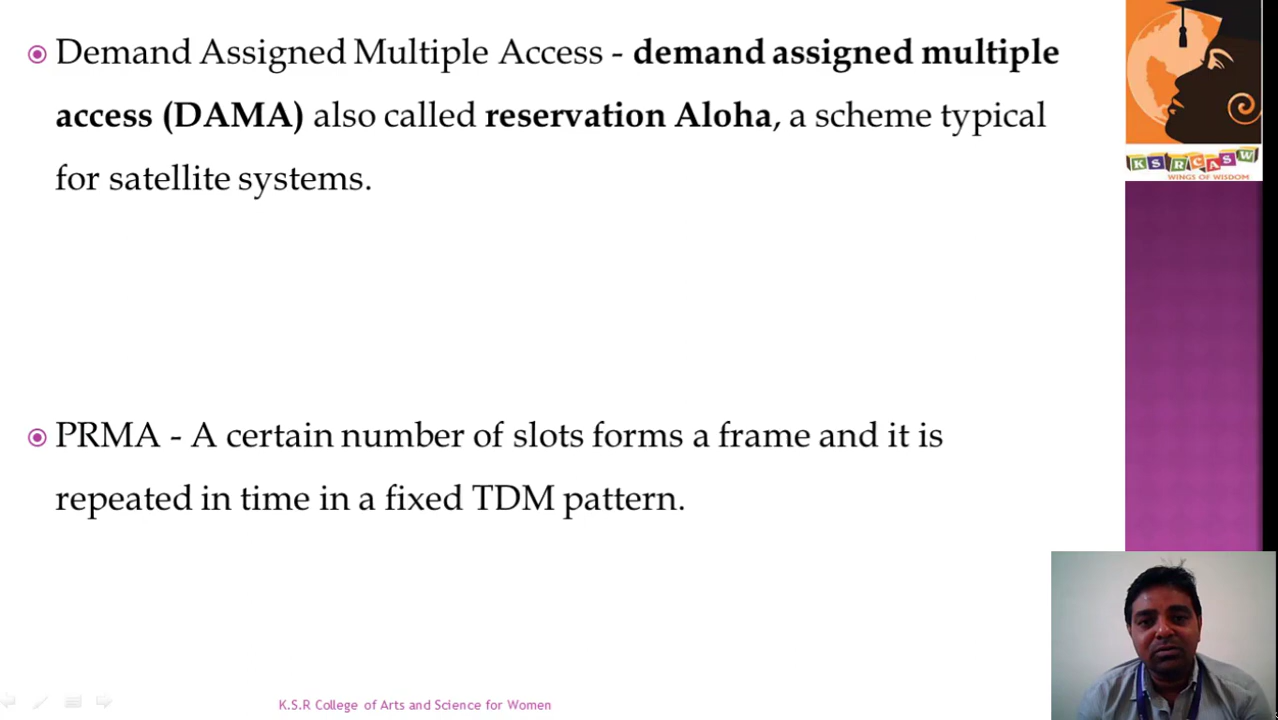 Demand Assigned Multiple Access - demand assigned multiple
access (DAMA) also called reservation Aloha, a scheme typical
for satellite systems.
KSRCASW
WINGS OF WISDOM
PRMA - A certain number of slots forms a frame and it is
repeated in time in a fixed TDM pattern.
K.S.R College of Arts and Science for Women